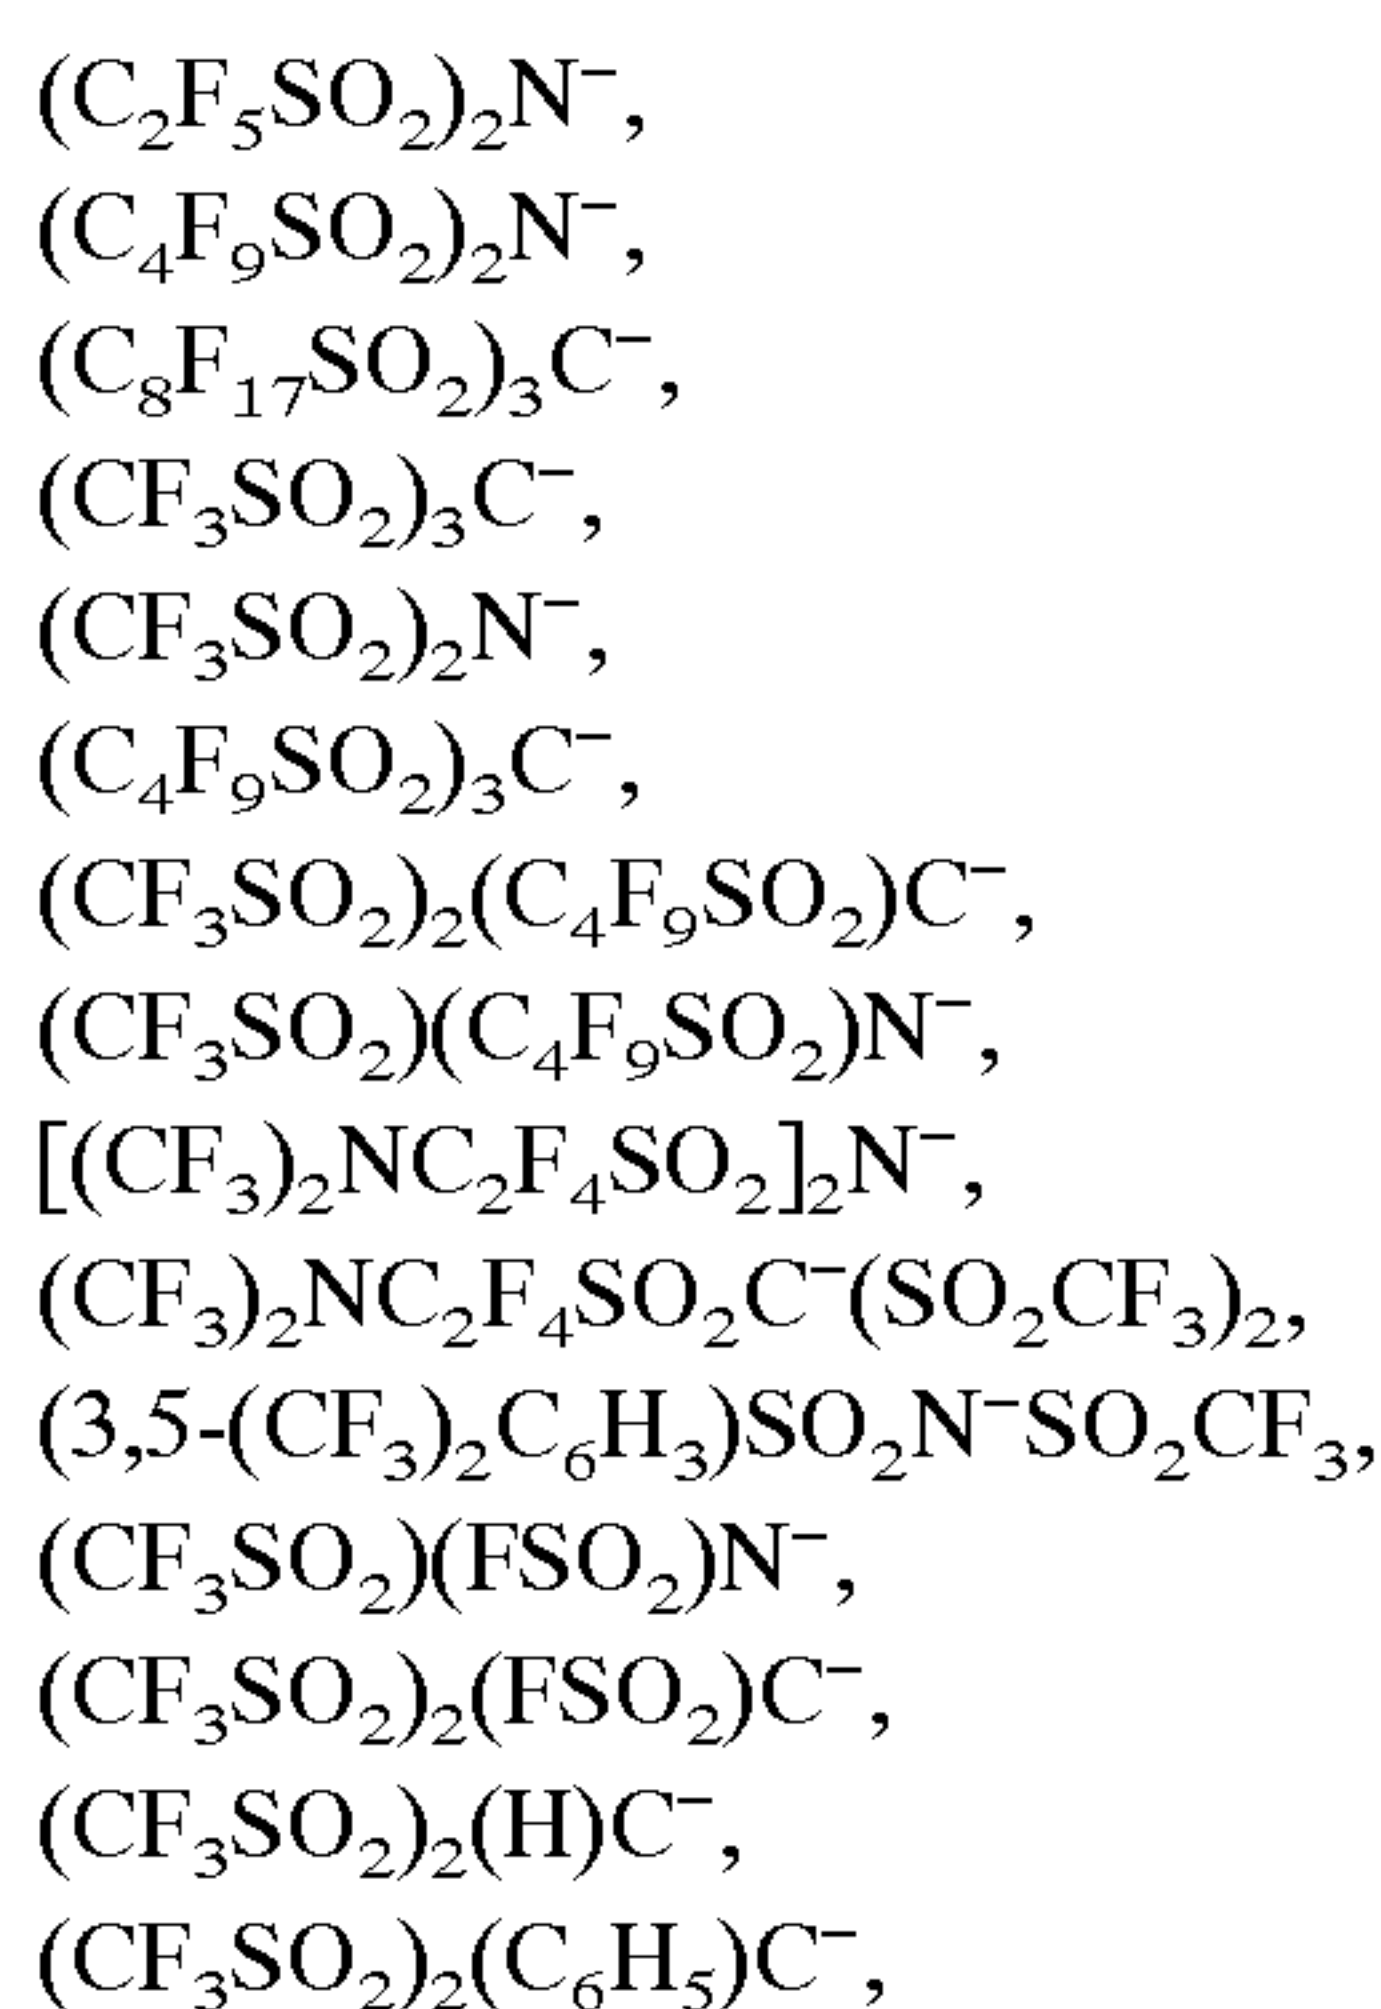 (C₂F₅SO₂)₂N⁻,
(C₄F₉SO₂)₂N⁻,
(C₈F₁₇SO₂)₃C⁻,
(CF₃SO₂)₃C⁻,
(CF₃SO₂)₂N⁻,
(C₄F₉SO₂)₃C⁻,
(CF₃SO₂)₂(C₄F₉SO₂)C⁻,
(CF₃SO₂)(C₄F₉SO₂)N⁻,
[(CF₃)₂NC₂F₄SO₂]₂N⁻,
(CF₃)₂NC₂F₄SO₂C⁻(SO₂CF₃)₂,
(3,5-(CF₃)₂C₆H₃)SO₂N⁻SO₂CF₃,
(CF₃SO₂)(FSO₂)N⁻,
(CF₃SO₂)₂(FSO₂)C⁻,
(CF₃SO₂)₂(H)C⁻,
(CF₃SO₂)₂(C₆H₅)C⁻,